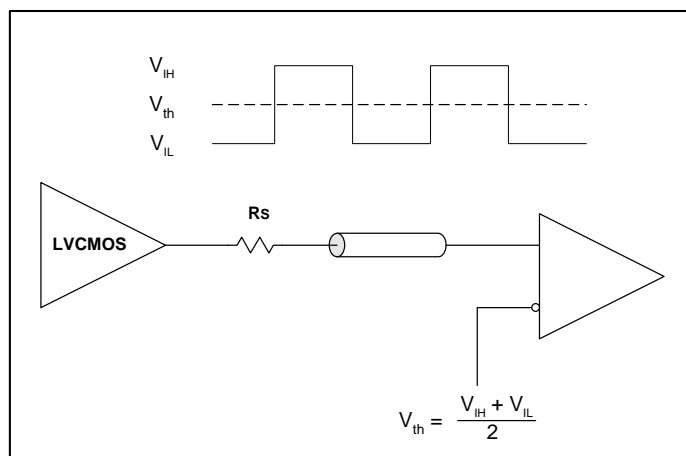 V_IH
V_th
V_IL
Rs
LVCMOS
V_th = (V_IH + V_IL) / 2